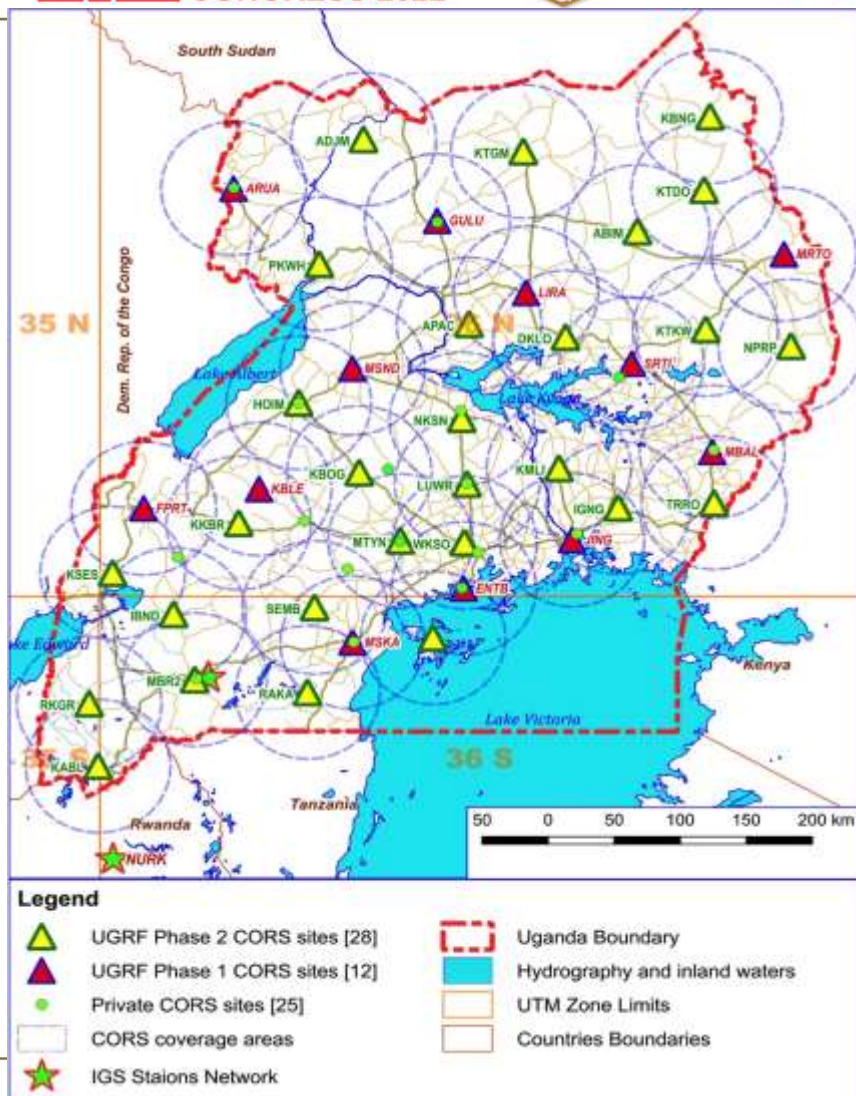 South Sudan
KBNG
ADJM
KTGM
ARUA
KTDO
GULU
ABIM
MRTO
PKWH
LIRA
35 N
Dem. Rep. of the Congo
APAC
N
DKLO
KTKW
NPRP
Lake Albert
MSND
SRTI
HOIM
NKSN
MBAL
KBOG
KMLI
LUWR
KBLE
IGNG
TRRO
FPRT
KKBR
MTYN
WKSO
JING
KSES
ENTB
IBND
SEMB
MSKA
Kenya
MBR2
RAKA
RKGR
Lake Victoria
36 S
KABL
Tanzania
Rwanda
50 0 50 100 150 200 km
NURK
Legend
UGRF Phase 2 CORS sites [28]
UGRF Phase 1 CORS sites [12]
Private CORS sites [25]
CORS coverage areas
IGS Staions Network
Uganda Boundary
Hydrography and inland waters
UTM Zone Limits
Countries Boundaries